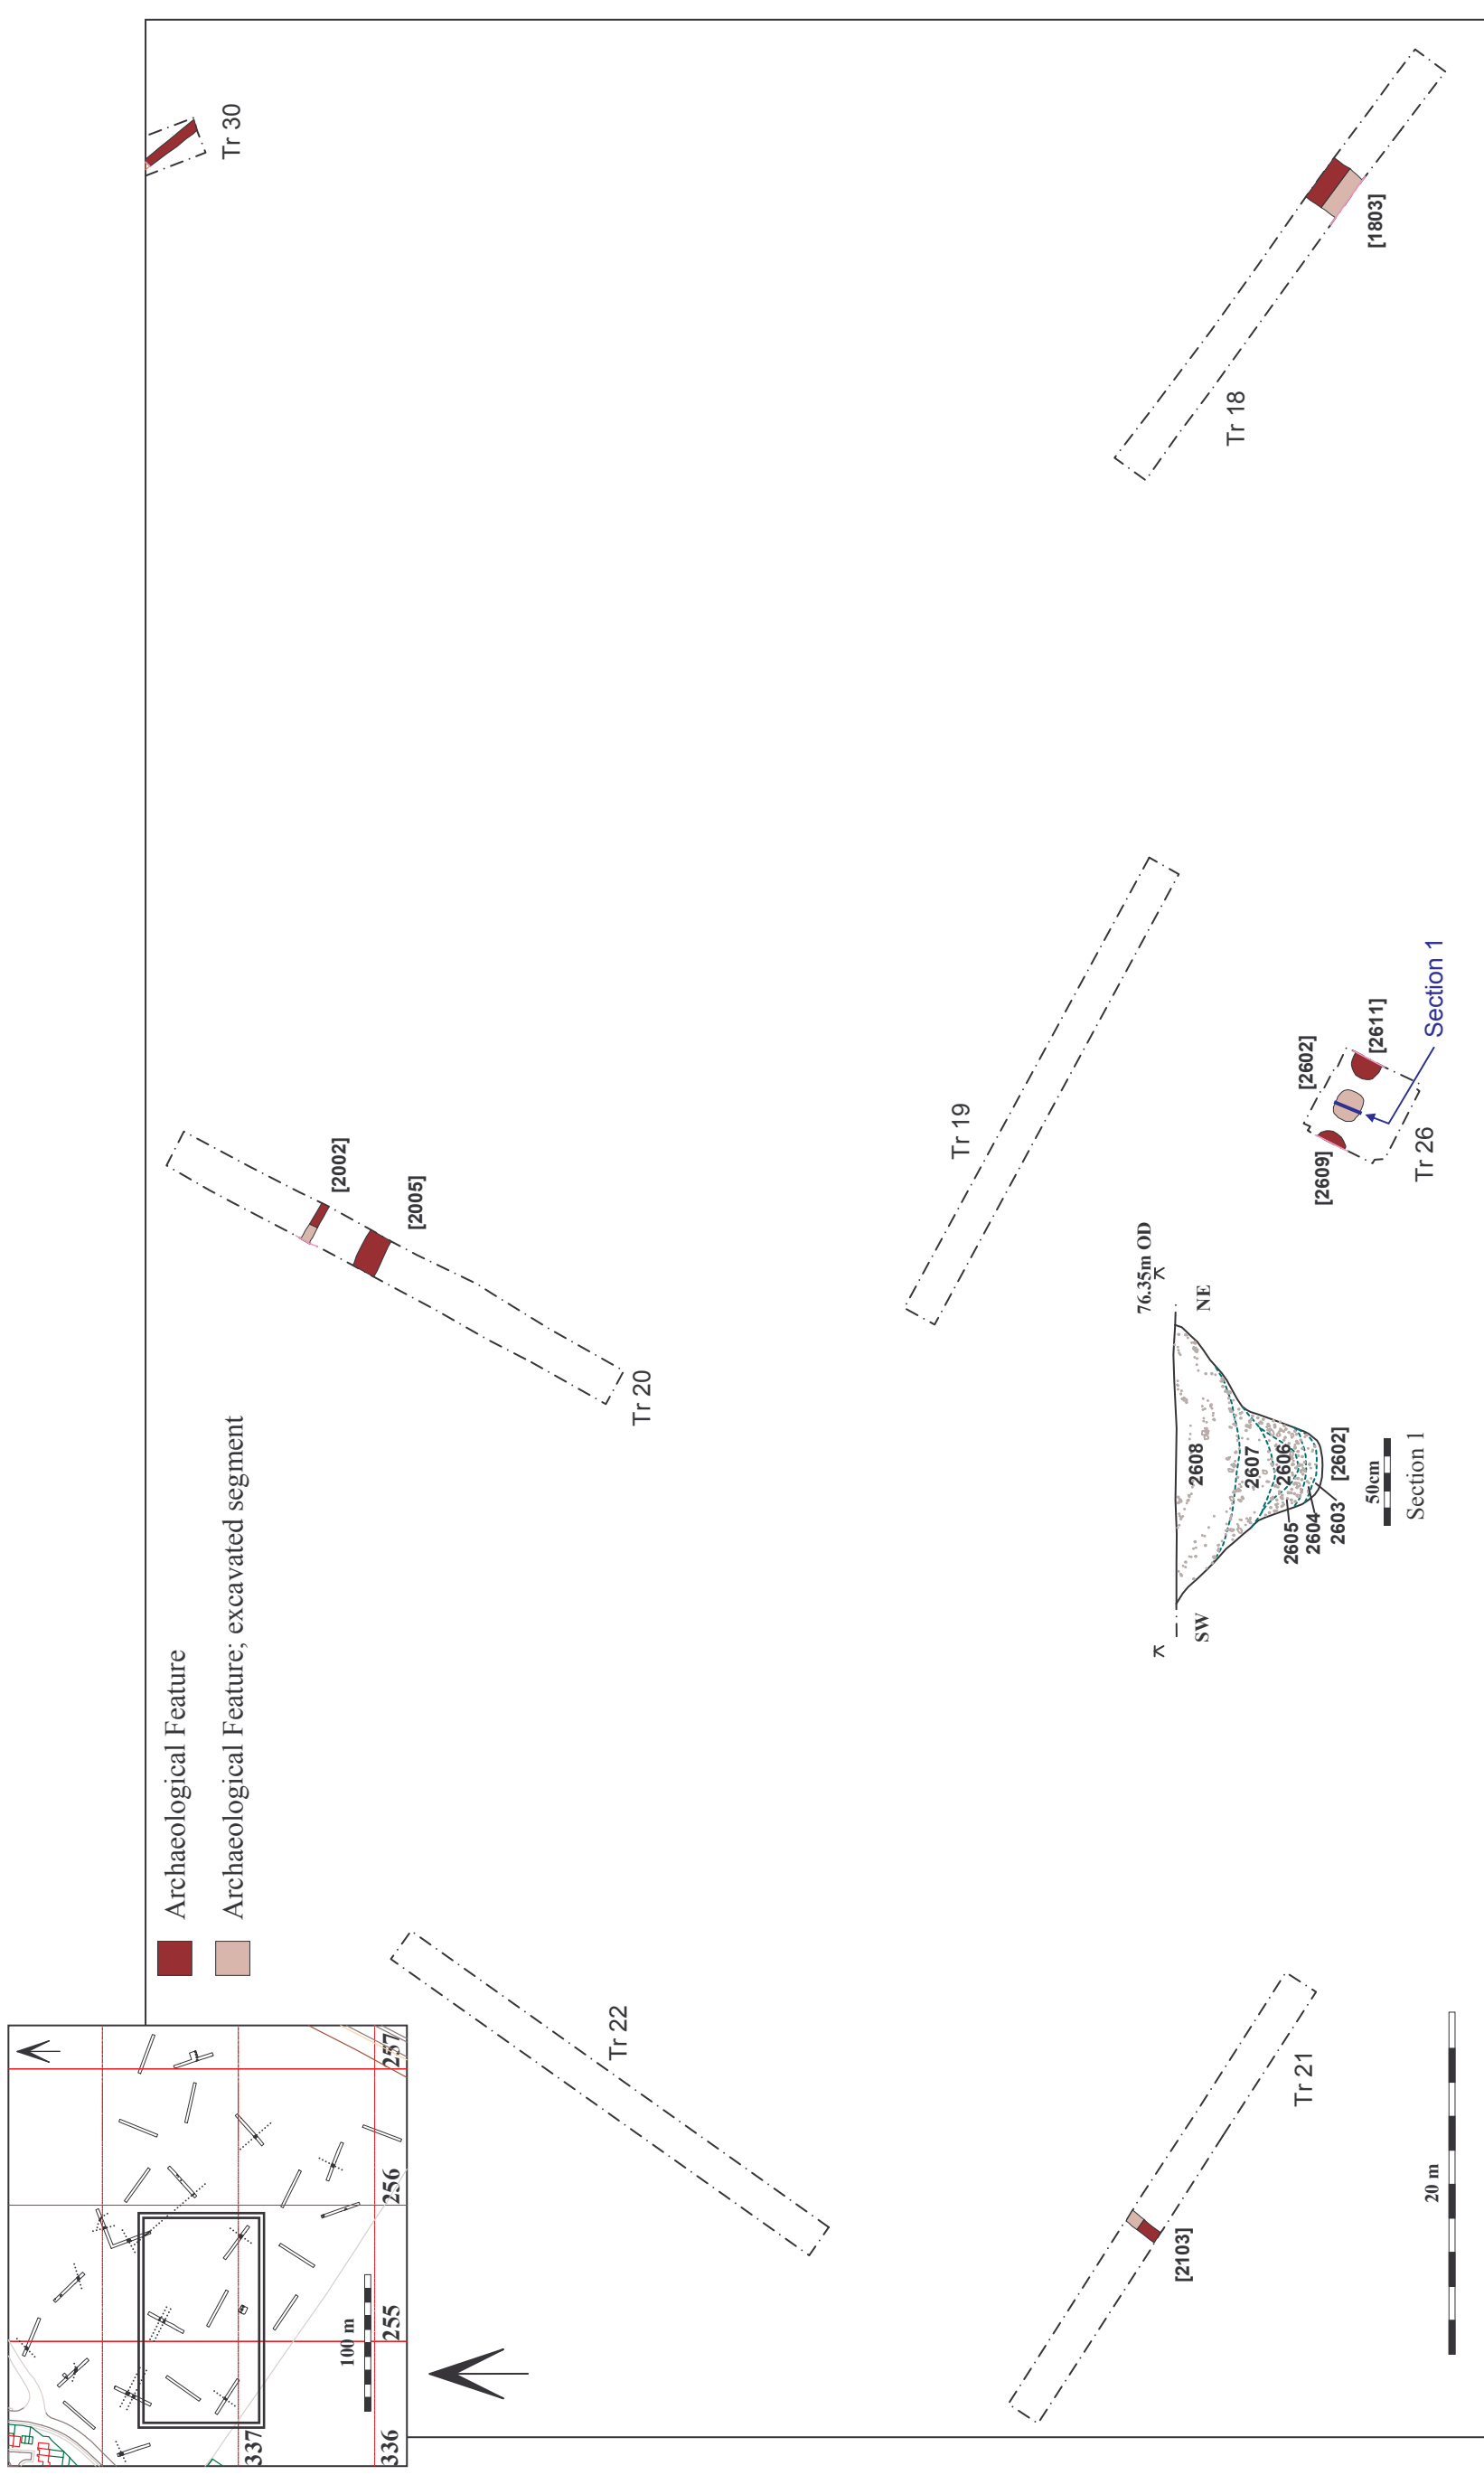 257
256
255
100 m
337
336
Archaeological Feature
Archaeological Feature; excavated segment
Tr 30
[2002]
[2005]
Tr 20
Tr 22
Tr 19
Tr 18
[1803]
[2602]
[2611]
[2609]
Tr 26
Section 1
76.35m OD
SW
NE
2608
2607
2606
2605
2604
2603
[2602]
50cm
Section 1
Tr 21
[2103]
20 m